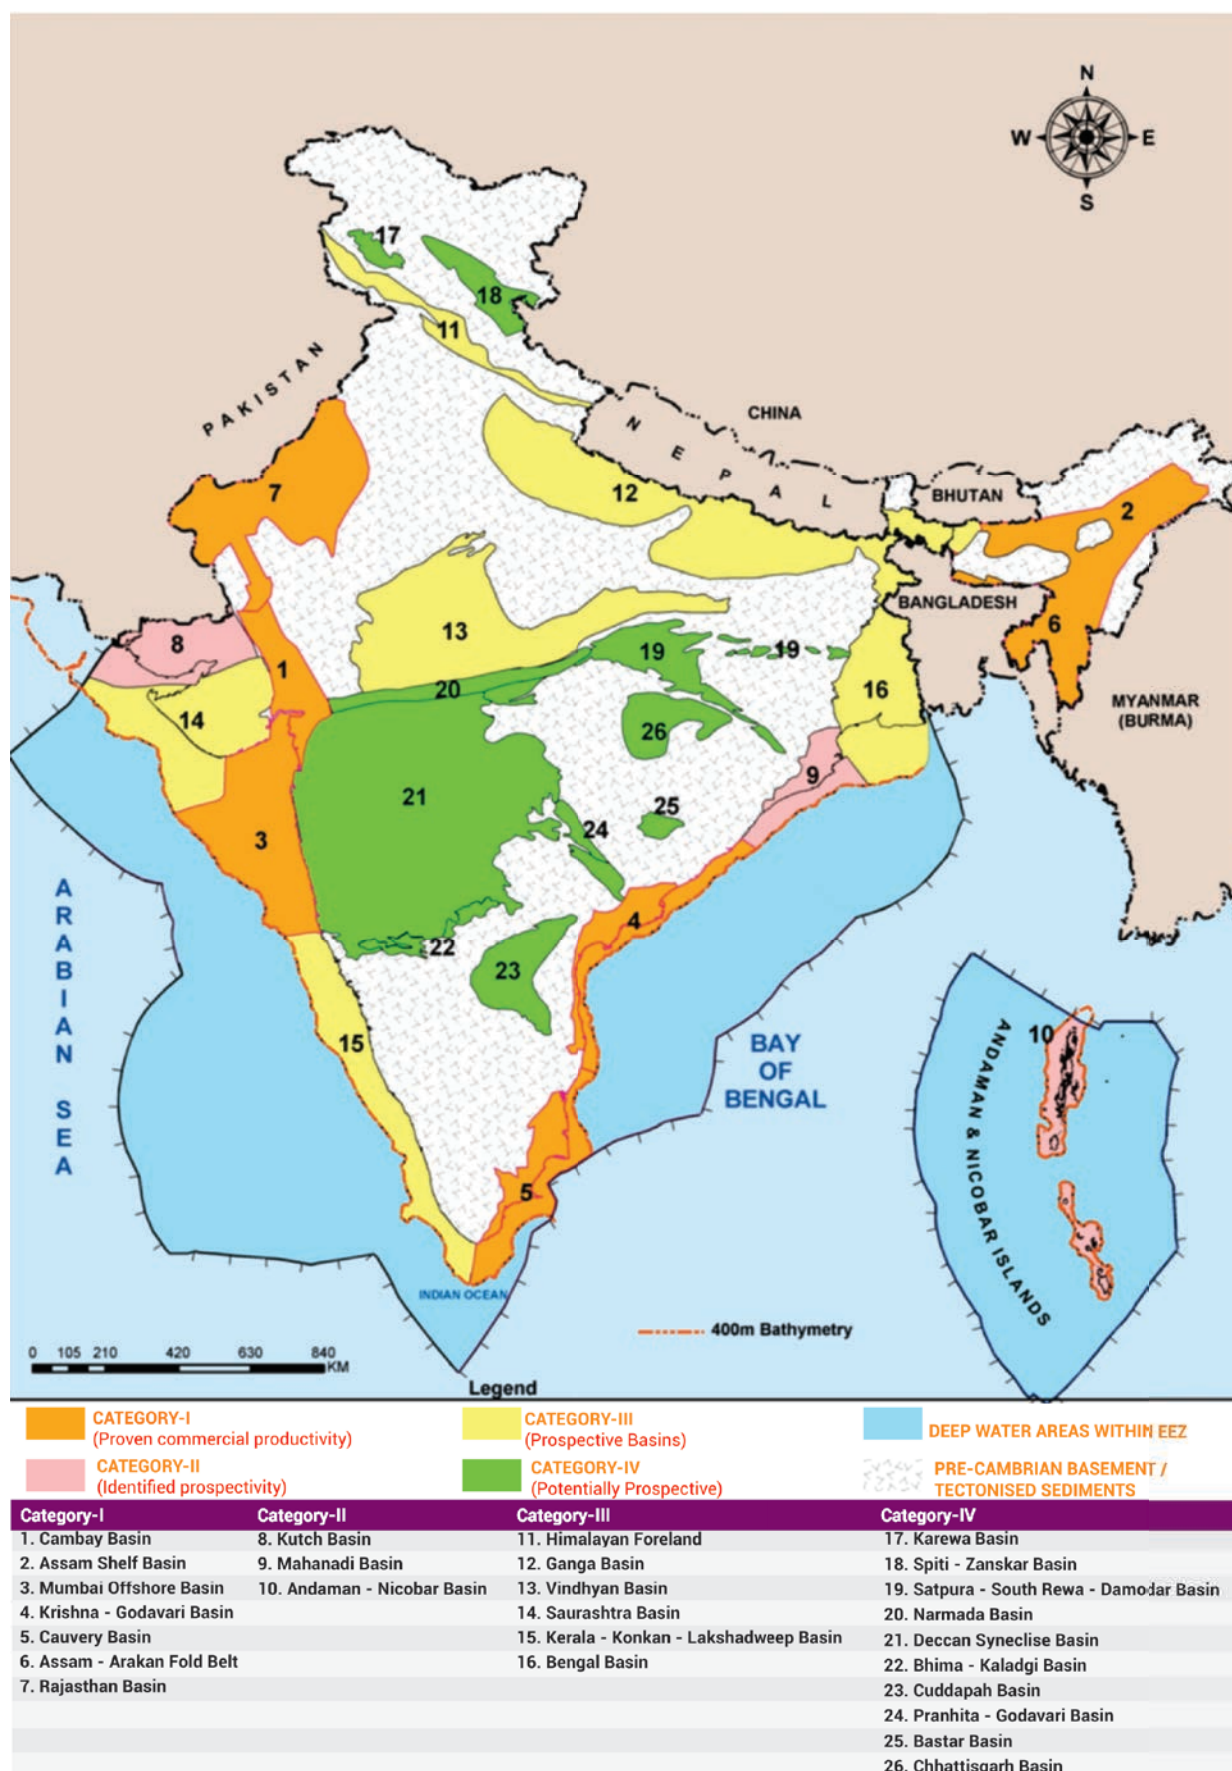 N
W E
S
17
18
11
PAKISTAN
CHINA
NEPAL
7
12
BHUTAN
2
BANGLADESH
6
8
13
19
19
1
20
16
MYANMAR
(BURMA)
14
26
9
21
25
3
24
ARABIAN SEA
4
22
23
10
15
BAY
OF
BENGAL
ANDAMAN & NICOBAR ISLANDS
5
INDIAN OCEAN
400m Bathymetry
0 105 210 420 630 840
KM
Legend
CATEGORY-I
(Proven commercial productivity)
CATEGORY-III
(Prospective Basins)
DEEP WATER AREAS WITHIN EEZ
CATEGORY-II
(Identified prospectivity)
CATEGORY-IV
(Potentially Prospective)
PRE-CAMBRIAN BASEMENT /
TECTONISED SEDIMENTS
Category-I Category-II Category-III Category-IV
1. Cambay Basin 8. Kutch Basin 11. Himalayan Foreland 17. Karewa Basin
2. Assam Shelf Basin 9. Mahanadi Basin 12. Ganga Basin 18. Spiti - Zanskar Basin
3. Mumbai Offshore Basin 10. Andaman - Nicobar Basin 13. Vindhyan Basin 19. Satpura - South Rewa - Damodar Basin
4. Krishna - Godavari Basin 14. Saurashtra Basin 20. Narmada Basin
5. Cauvery Basin 15. Kerala - Konkan - Lakshadweep Basin 21. Deccan Syneclise Basin
6. Assam - Arakan Fold Belt 16. Bengal Basin 22. Bhima - Kaladgi Basin
7. Rajasthan Basin 23. Cuddapah Basin
24. Pranhita - Godavari Basin
25. Bastar Basin
26. Chhattisgarh Basin